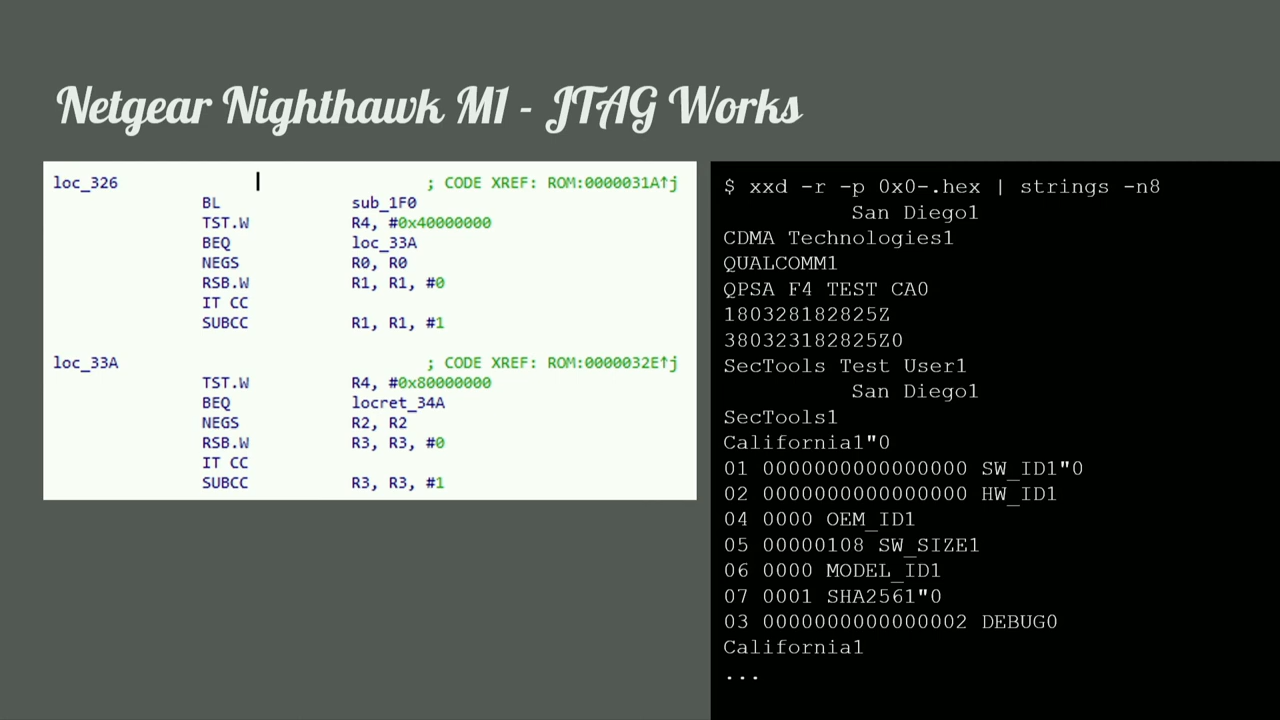 Netgear Nighthawk M1 - JTAG Works
loc_326 ; CODE XREF: ROM:0000031A↑j
BL sub_1F0
TST.W R4, #0x40000000
BEQ loc_33A
NEGS R0, R0
RSB.W R1, R1, #0
IT CC
SUBCC R1, R1, #1
loc_33A ; CODE XREF: ROM:0000032E↑j
TST.W R4, #0x80000000
BEQ locret_34A
NEGS R2, R2
RSB.W R3, R3, #0
IT CC
SUBCC R3, R3, #1
$ xxd -r -p 0x0-.hex | strings -n8
San Diego1
CDMA Technologies1
QUALCOMM1
QPSA F4 TEST CA0
180328182825Z
380323182825Z0
SecTools Test User1
San Diego1
SecTools1
California1"0
01 0000000000000000 SW_ID1"0
02 0000000000000000 HW_ID1
04 0000 OEM_ID1
05 00000108 SW_SIZE1
06 0000 MODEL_ID1
07 0001 SHA2561"0
03 0000000000000002 DEBUG0
California1
...